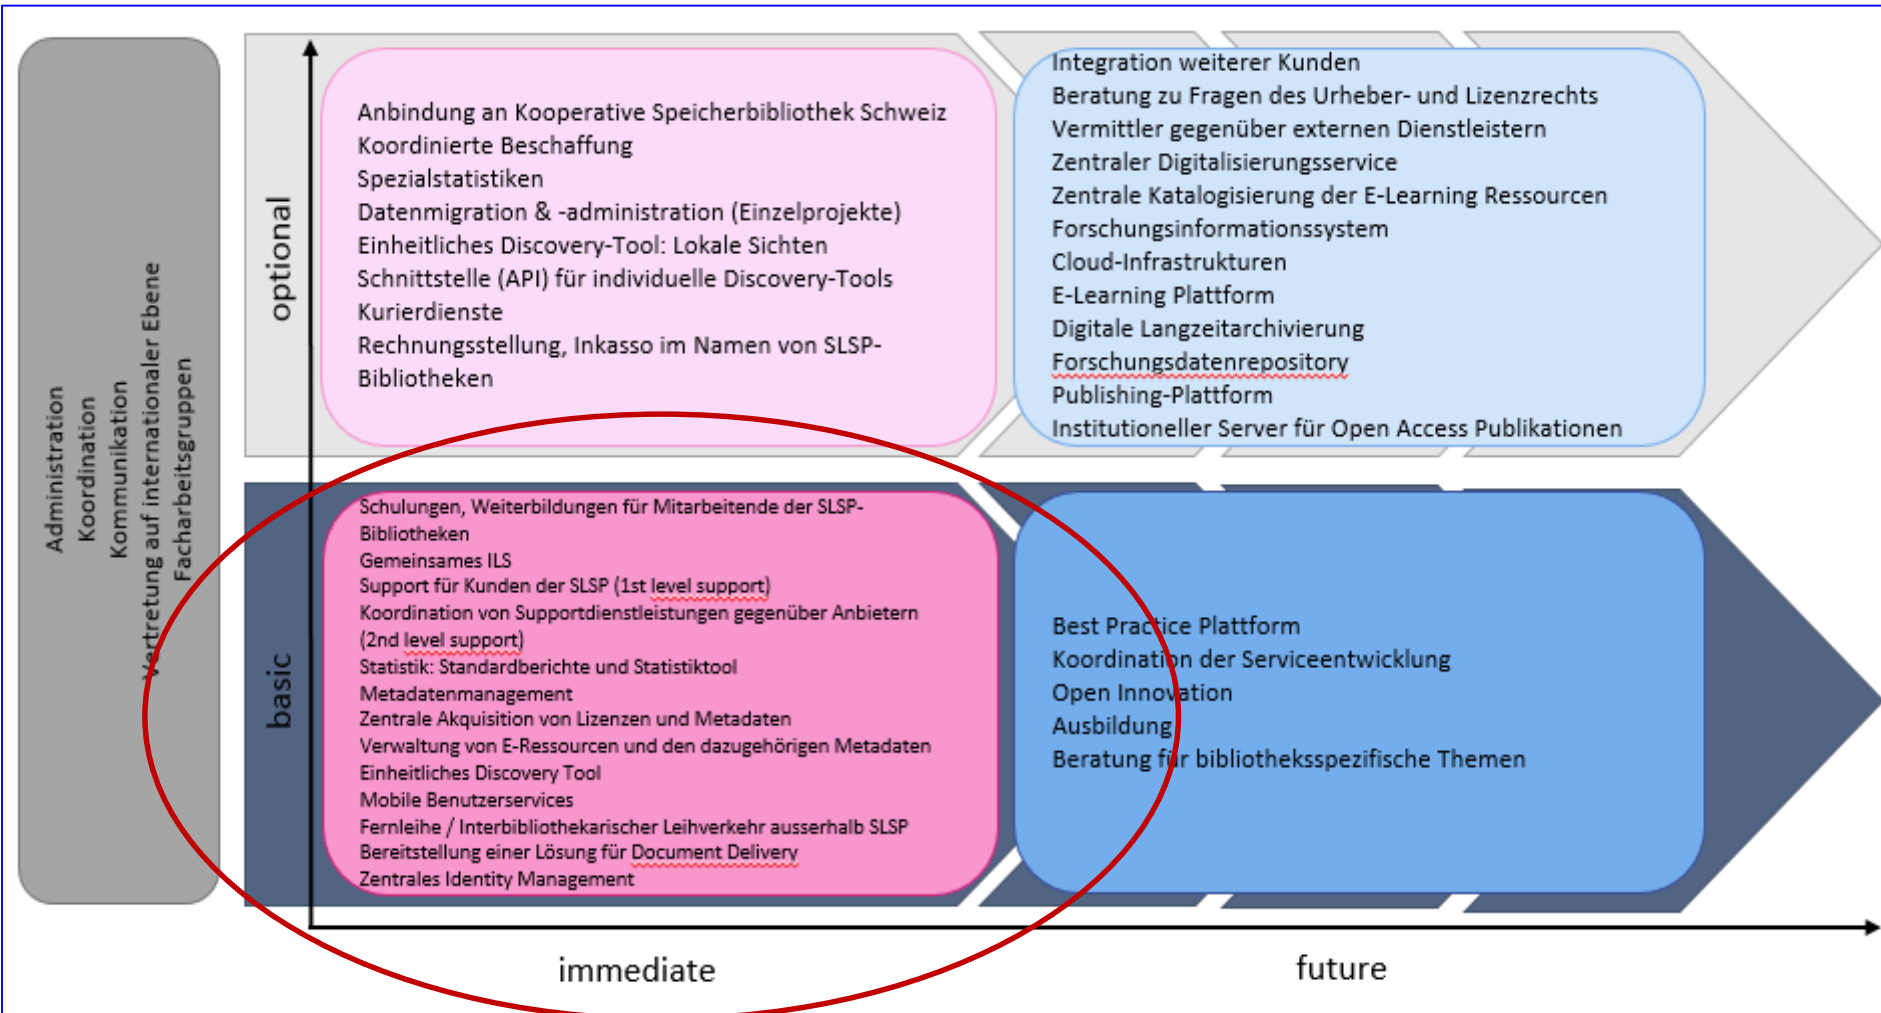 Administration
Koordination
Kommunikation
Vertretung auf internationaler Ebene
Facharbeitsgruppen
optional
Anbindung an Kooperative Speicherbibliothek Schweiz
Koordinierte Beschaffung
Spezialstatistiken
Datenmigration & -administration (Einzelprojekte)
Einheitliches Discovery-Tool: Lokale Sichten
Schnittstelle (API) für individuelle Discovery-Tools
Kurierdienste
Rechnungsstellung, Inkasso im Namen von SLSP-
Bibliotheken
Integration weiterer Kunden
Beratung zu Fragen des Urheber- und Lizenzrechts
Vermittler gegenüber externen Dienstleistern
Zentraler Digitalisierungsservice
Zentrale Katalogisierung der E-Learning Ressourcen
Forschungsinformationssystem
Cloud-Infrastrukturen
E-Learning Plattform
Digitale Langzeitarchivierung
Forschungsdatenrepository
Publishing-Plattform
Institutioneller Server für Open Access Publikationen
basic
Schulungen, Weiterbildungen für Mitarbeitende der SLSP-
Bibliotheken
Gemeinsames ILS
Support für Kunden der SLSP (1st level support)
Koordination von Supportdienstleistungen gegenüber Anbietern
(2nd level support)
Statistik: Standardberichte und Statistiktool
Metadatenmanagement
Zentrale Akquisition von Lizenzen und Metadaten
Verwaltung von E-Ressourcen und den dazugehörigen Metadaten
Einheitliches Discovery Tool
Mobile Benutzerservices
Fernleihe / Interbibliothekarischer Leihverkehr ausserhalb SLSP
Bereitstellung einer Lösung für Document Delivery
Zentrales Identity Management
Best Practice Plattform
Koordination der Serviceentwicklung
Open Innovation
Ausbildung
Beratung für bibliotheksspezifische Themen
immediate
future